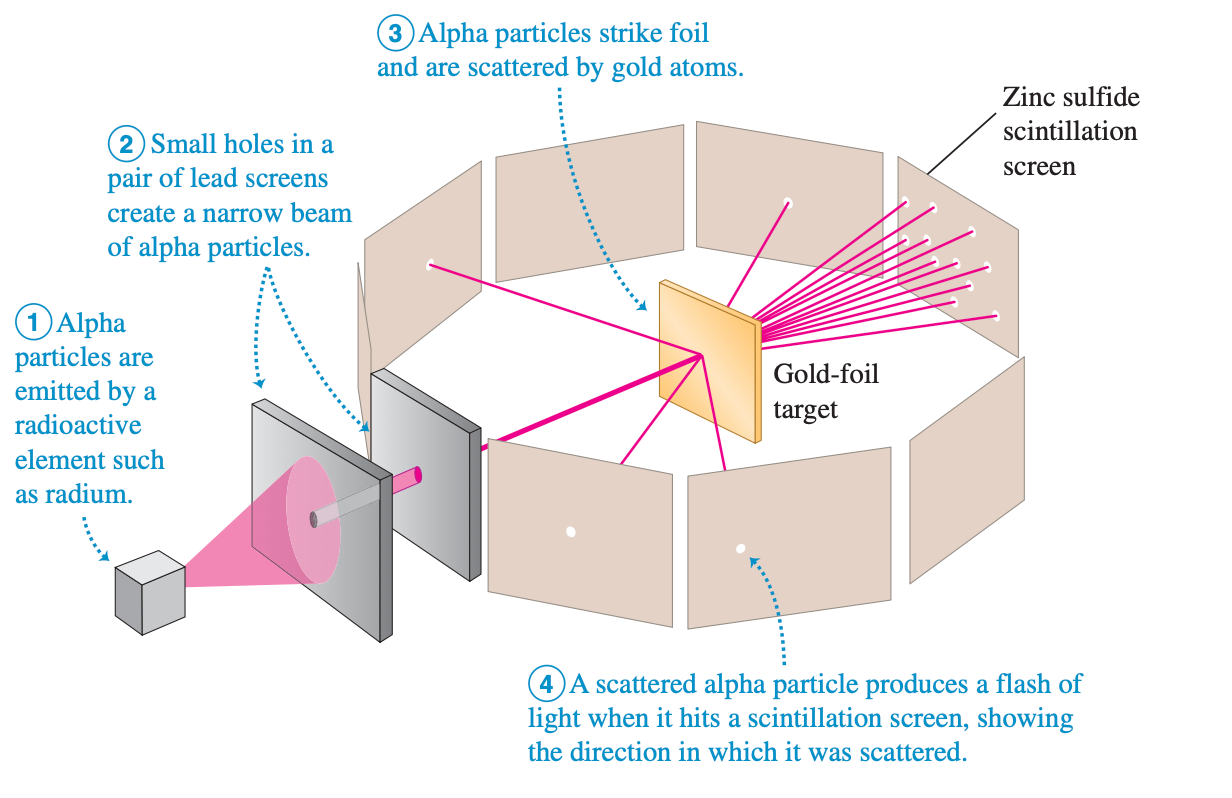 ③ Alpha particles strike foil
and are scattered by gold atoms.
Zinc sulfide
scintillation
screen
② Small holes in a
pair of lead screens
create a narrow beam
of alpha particles.
① Alpha
particles are
emitted by a
radioactive
element such
as radium.
Gold-foil
target
④ A scattered alpha particle produces a flash of
light when it hits a scintillation screen, showing
the direction in which it was scattered.